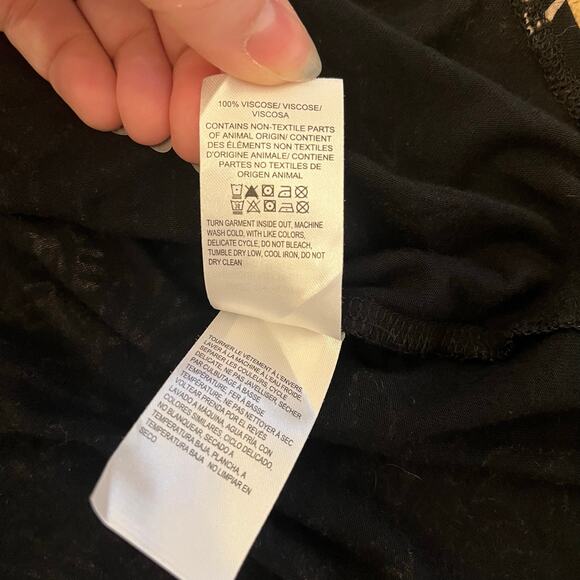 100% VISCOSE/ VISCOSE/
VISCOSA
CONTAINS NON-TEXTILE PARTS
OF ANIMAL ORIGIN/ CONTIENT
DES ÉLÉMENTS NON TEXTILES
D'ORIGINE ANIMALE/ CONTIENE
PARTES NO TEXTILES DE
ORIGEN ANIMAL
TURN GARMENT INSIDE OUT, MACHINE
WASH COLD, WITH LIKE COLORS,
DELICATE CYCLE, DO NOT BLEACH,
TUMBLE DRY LOW, COOL IRON, DO NOT
DRY CLEAN
TOURNER LE VÊTEMENT À L'ENVERS,
LAVER À LA MACHINE À L'EAU FROIDE,
SÉPARER LES COULEURS, CYCLE
DÉLICATE, NE PAS JAVELLISER, SÉCHER
PAR CULBUTAGE À BASSE
TEMPÉRATURE, FER À BASSE
TEMPÉRATURE, NE PAS NETTOYER À SEC
VOLTEAR PRENDA POR EL REVÉS
LAVADO A MAQUINA, AGUA FRÍA, CON
COLORES SIMILARES, CICLO DELICADO,
NO BLANQUEAR, SECADO A
TEMPERATURA BAJA, PLANCHA, A
TEMPERATURA BAJA NO LIMPIAR EN
SECO